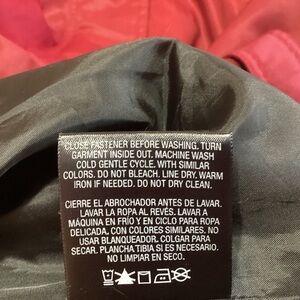 CLOSE FASTENER BEFORE WASHING. TURN
GARMENT INSIDE OUT. MACHINE WASH
COLD GENTLE CYCLE. WITH SIMILAR
COLORS. DO NOT BLEACH. LINE DRY. WARM
IRON IF NEEDED. DO NOT DRY CLEAN.
CIERRE EL ABROCHADOR ANTES DE LAVAR.
LAVAR LA ROPA AL REVÉS. LAVAR A
MÁQUINA EN FRÍO Y EN CICLO PARA ROPA
DELICADA. CON COLORES SIMILARES. NO
USAR BLANQUEADOR. COLGAR PARA
SECAR. PLANCHA TIBIA SI ES NECESARIO.
NO LIMPIAR EN SECO.